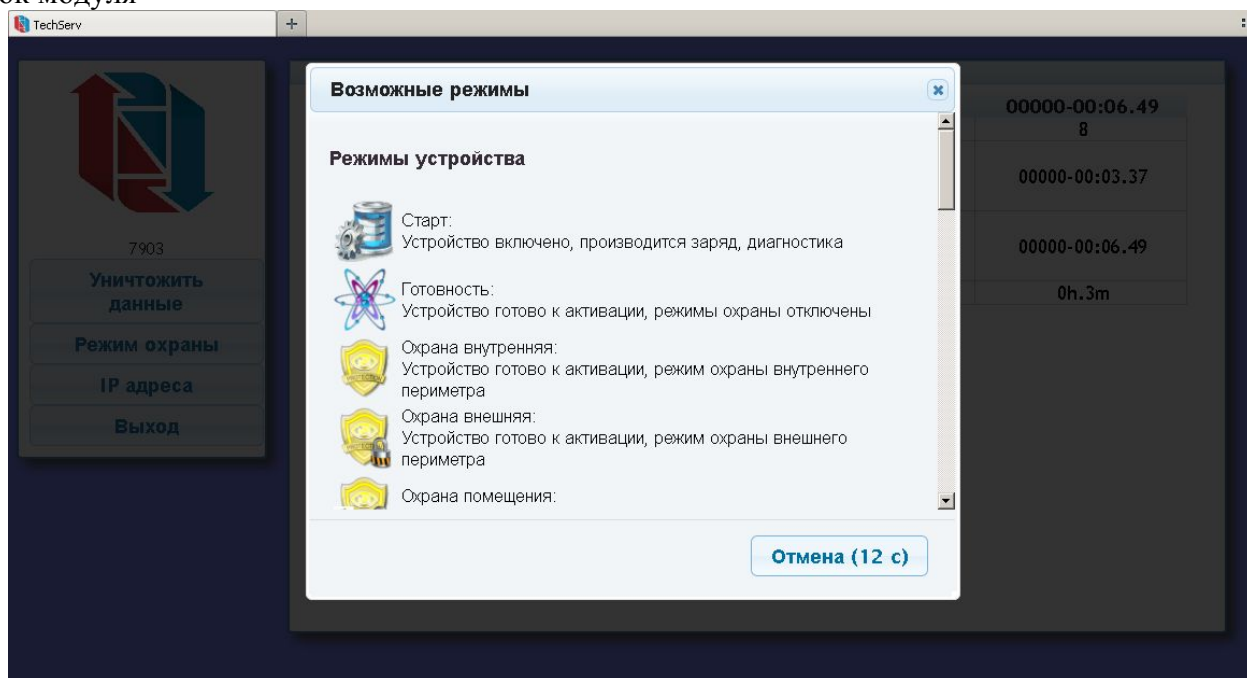 ок модуля
TechServ
+
Возможные режимы
Режимы устройства
Старт:
Устройство включено, производится заряд, диагностика
Готовность:
Устройство готово к активации, режимы охраны отключены
Охрана внутренняя:
Устройство готово к активации, режим охраны внутреннего
периметра
Охрана внешняя:
Устройство готово к активации, режим охраны внешнего
периметра
Охрана помещения:
Отмена (12 с)
7903
Уничтожить
данные
Режим охраны
IP адреса
Выход
00000-00:06.49
8
00000-00:03.37
00000-00:06.49
0h.3m